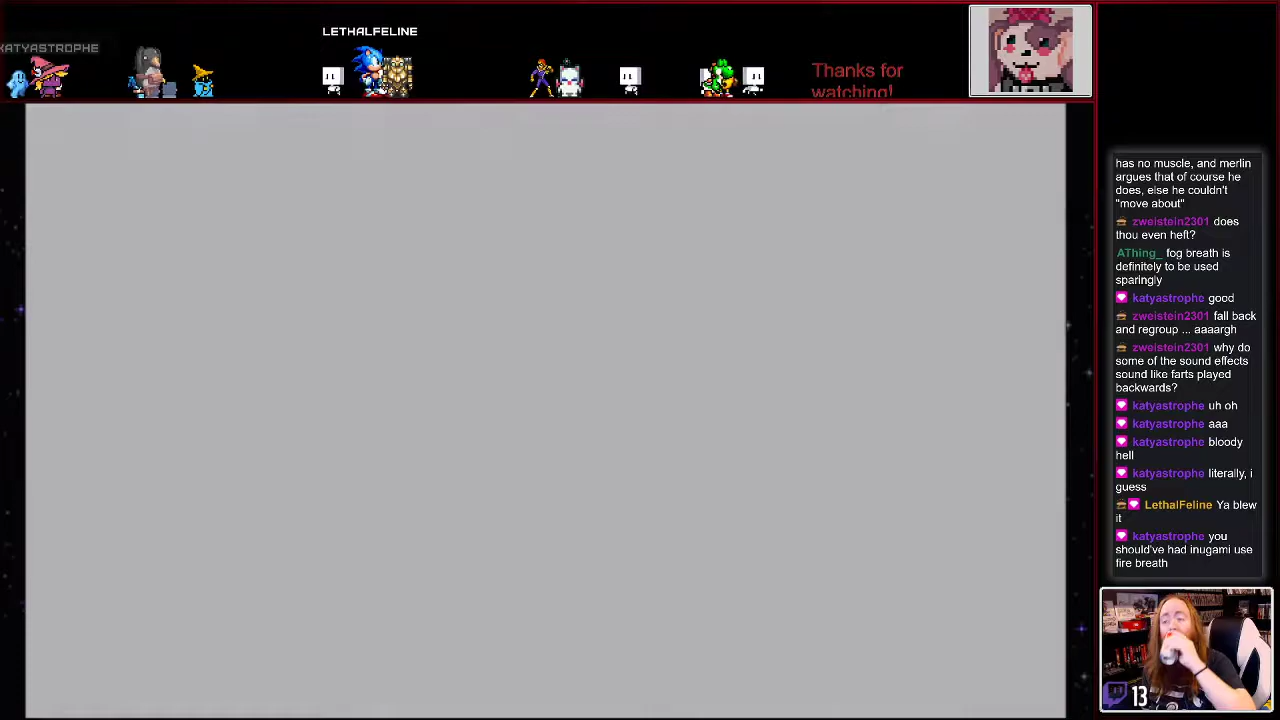 KATYASTROPHE
LETHALFELINE
Thanks for
watching!
has no muscle, and merlin
argues that of course he
does, else he couldn't
"move about"
zweistein2301 does
thou even heft?
AThing_ fog breath is
definitely to be used
sparingly
katyastrophe good
zweistein2301 fall back
and regroup ... aaaargh
zweistein2301 why do
some of the sound effects
sound like farts played
backwards?
katyastrophe uh oh
katyastrophe aaa
katyastrophe bloody
hell
katyastrophe literally, i
guess
LethalFeline Ya blew
it
katyastrophe you
should've had inugami use
fire breath
13